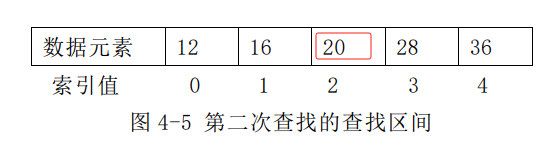 数据元素 12 16 20 28 36
索引值 0 1 2 3 4
图 4-5 第二次查找的查找区间